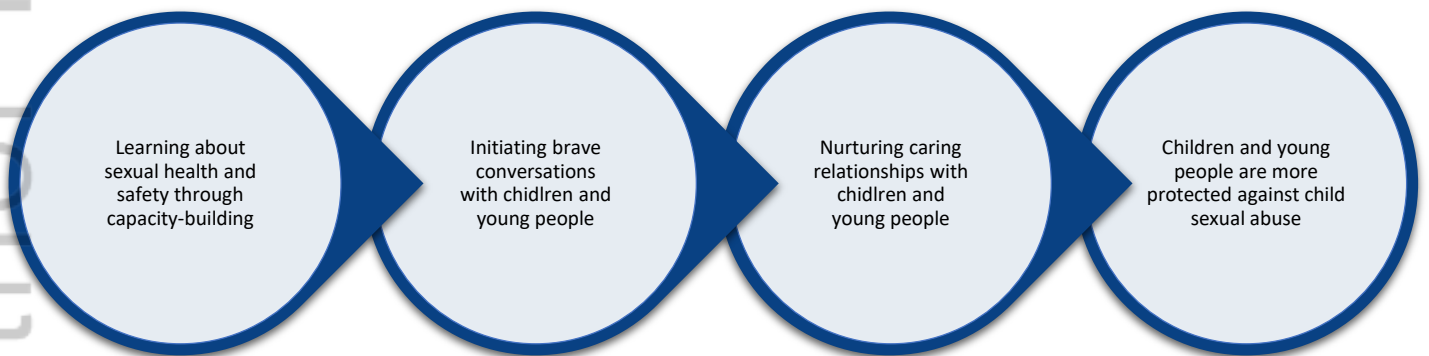 Learning about
sexual health and
safety through
capacity-building
Initiating brave
conversations
with chidlren and
young people
Nurturing caring
relationships with
chidlren and
young people
Children and young
people are more
protected against child
sexual abuse